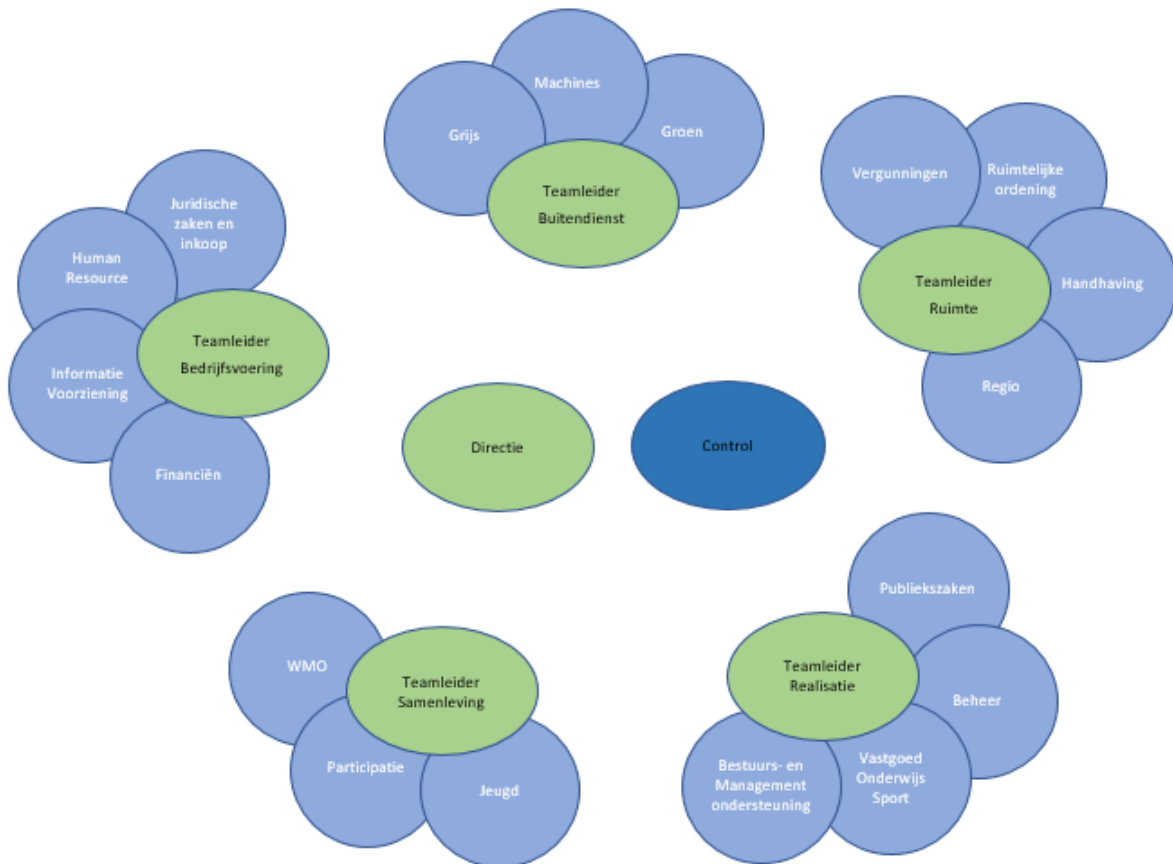 Machines
Grijs
Groen
Teamleider
Buitendienst
Vergunningen
Ruimtelijke
ordening
Handhaving
Teamleider
Ruimte
Regio
Juridische
zaken en
inkoop
Human
Resource
Teamleider
Bedrijfsvoering
Informatie
Voorziening
Financiën
Directie
Control
WMO
Teamleider
Samenleving
Participatie
Jeugd
Publiekszaken
Teamleider
Realisatie
Beheer
Vastgoed
Onderwijs
Sport
Bestuurs- en
Management
ondersteuning